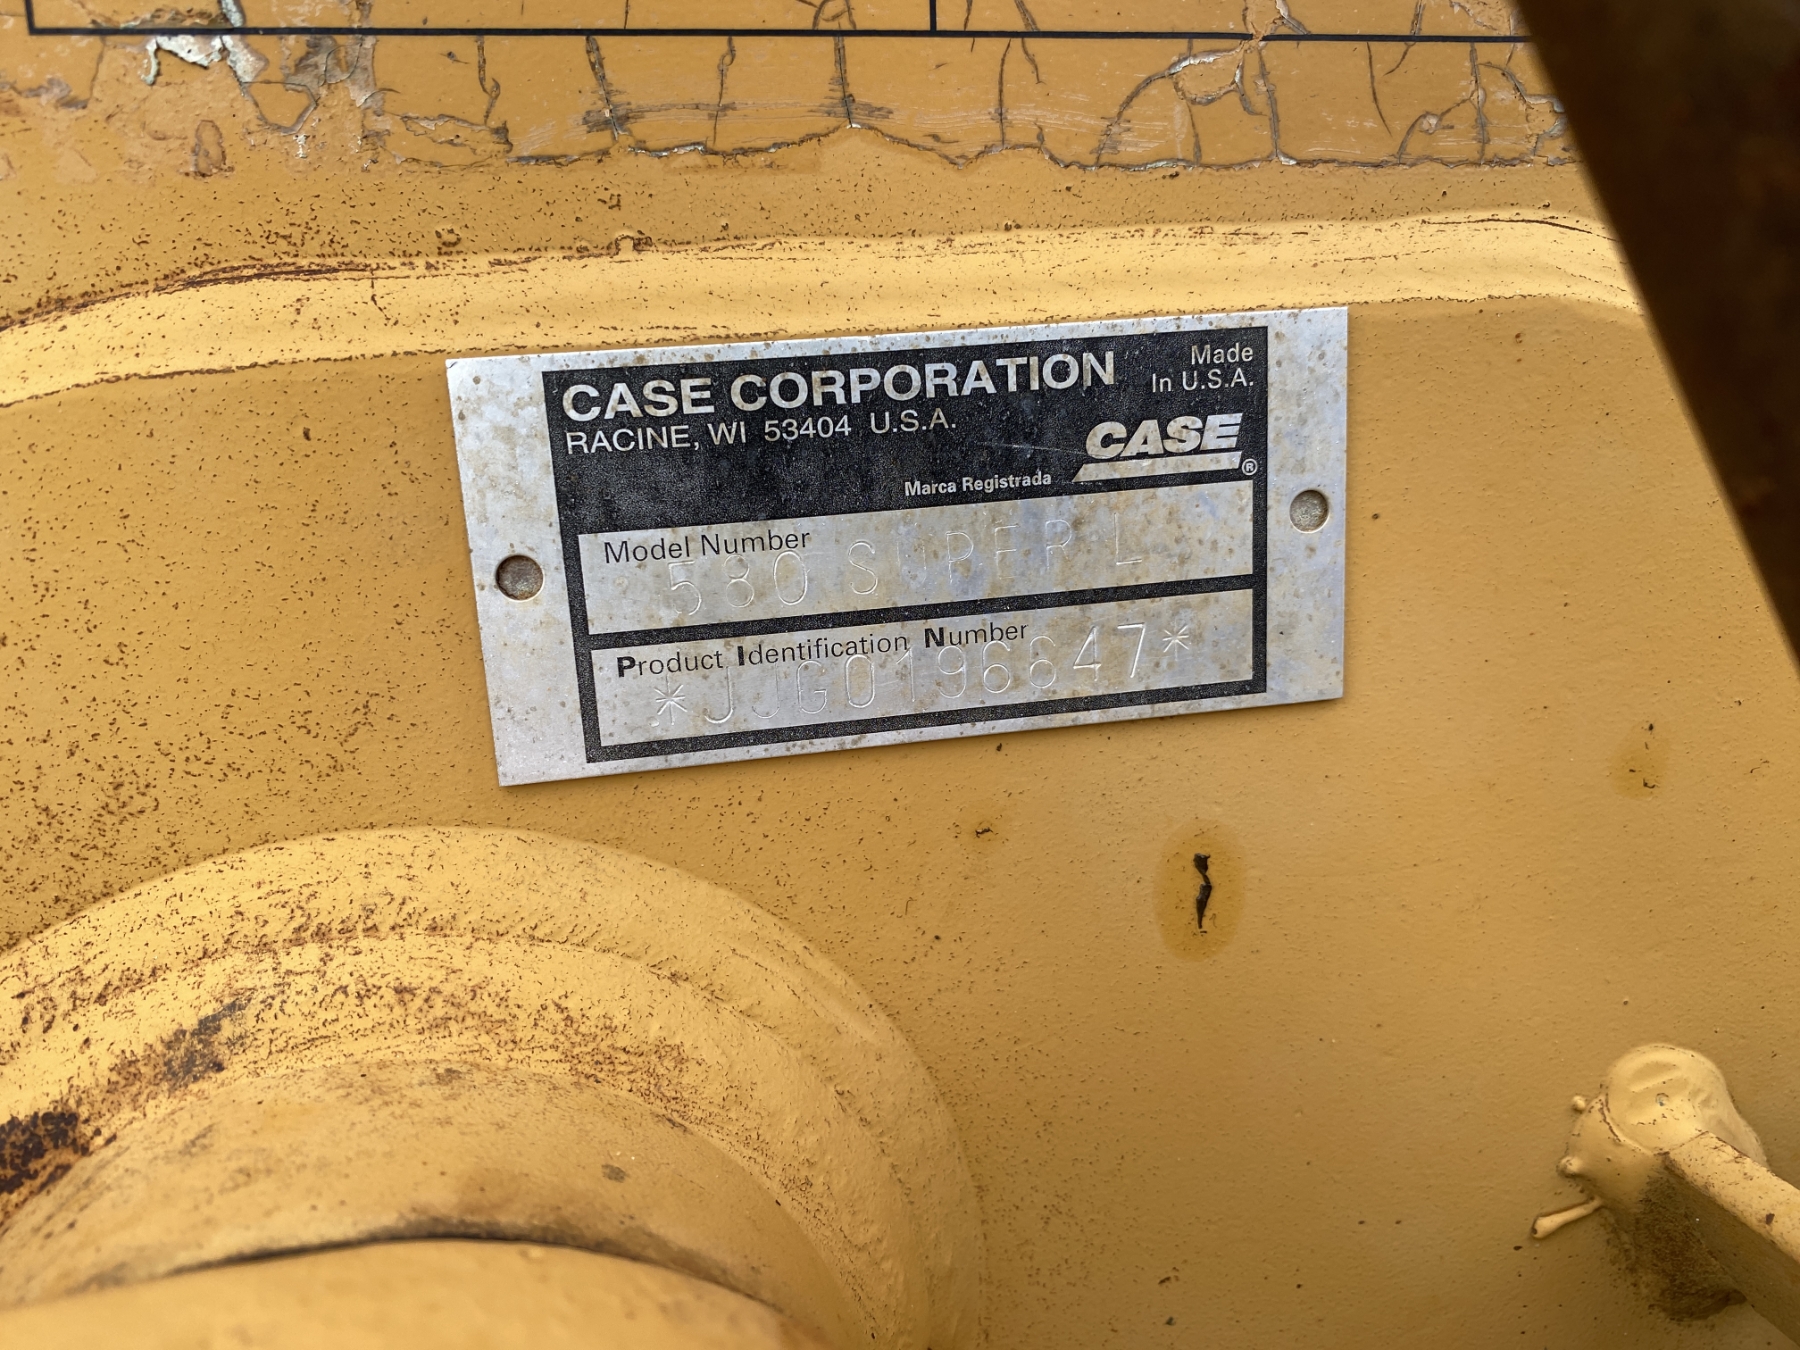 CASE CORPORATION
RACINE, WI 53404 U.S.A.
Made
In U.S.A.
CASE ®
Marca Registrada
Model Number
580 SUPER L
Product Identification Number
*JJG0196647*